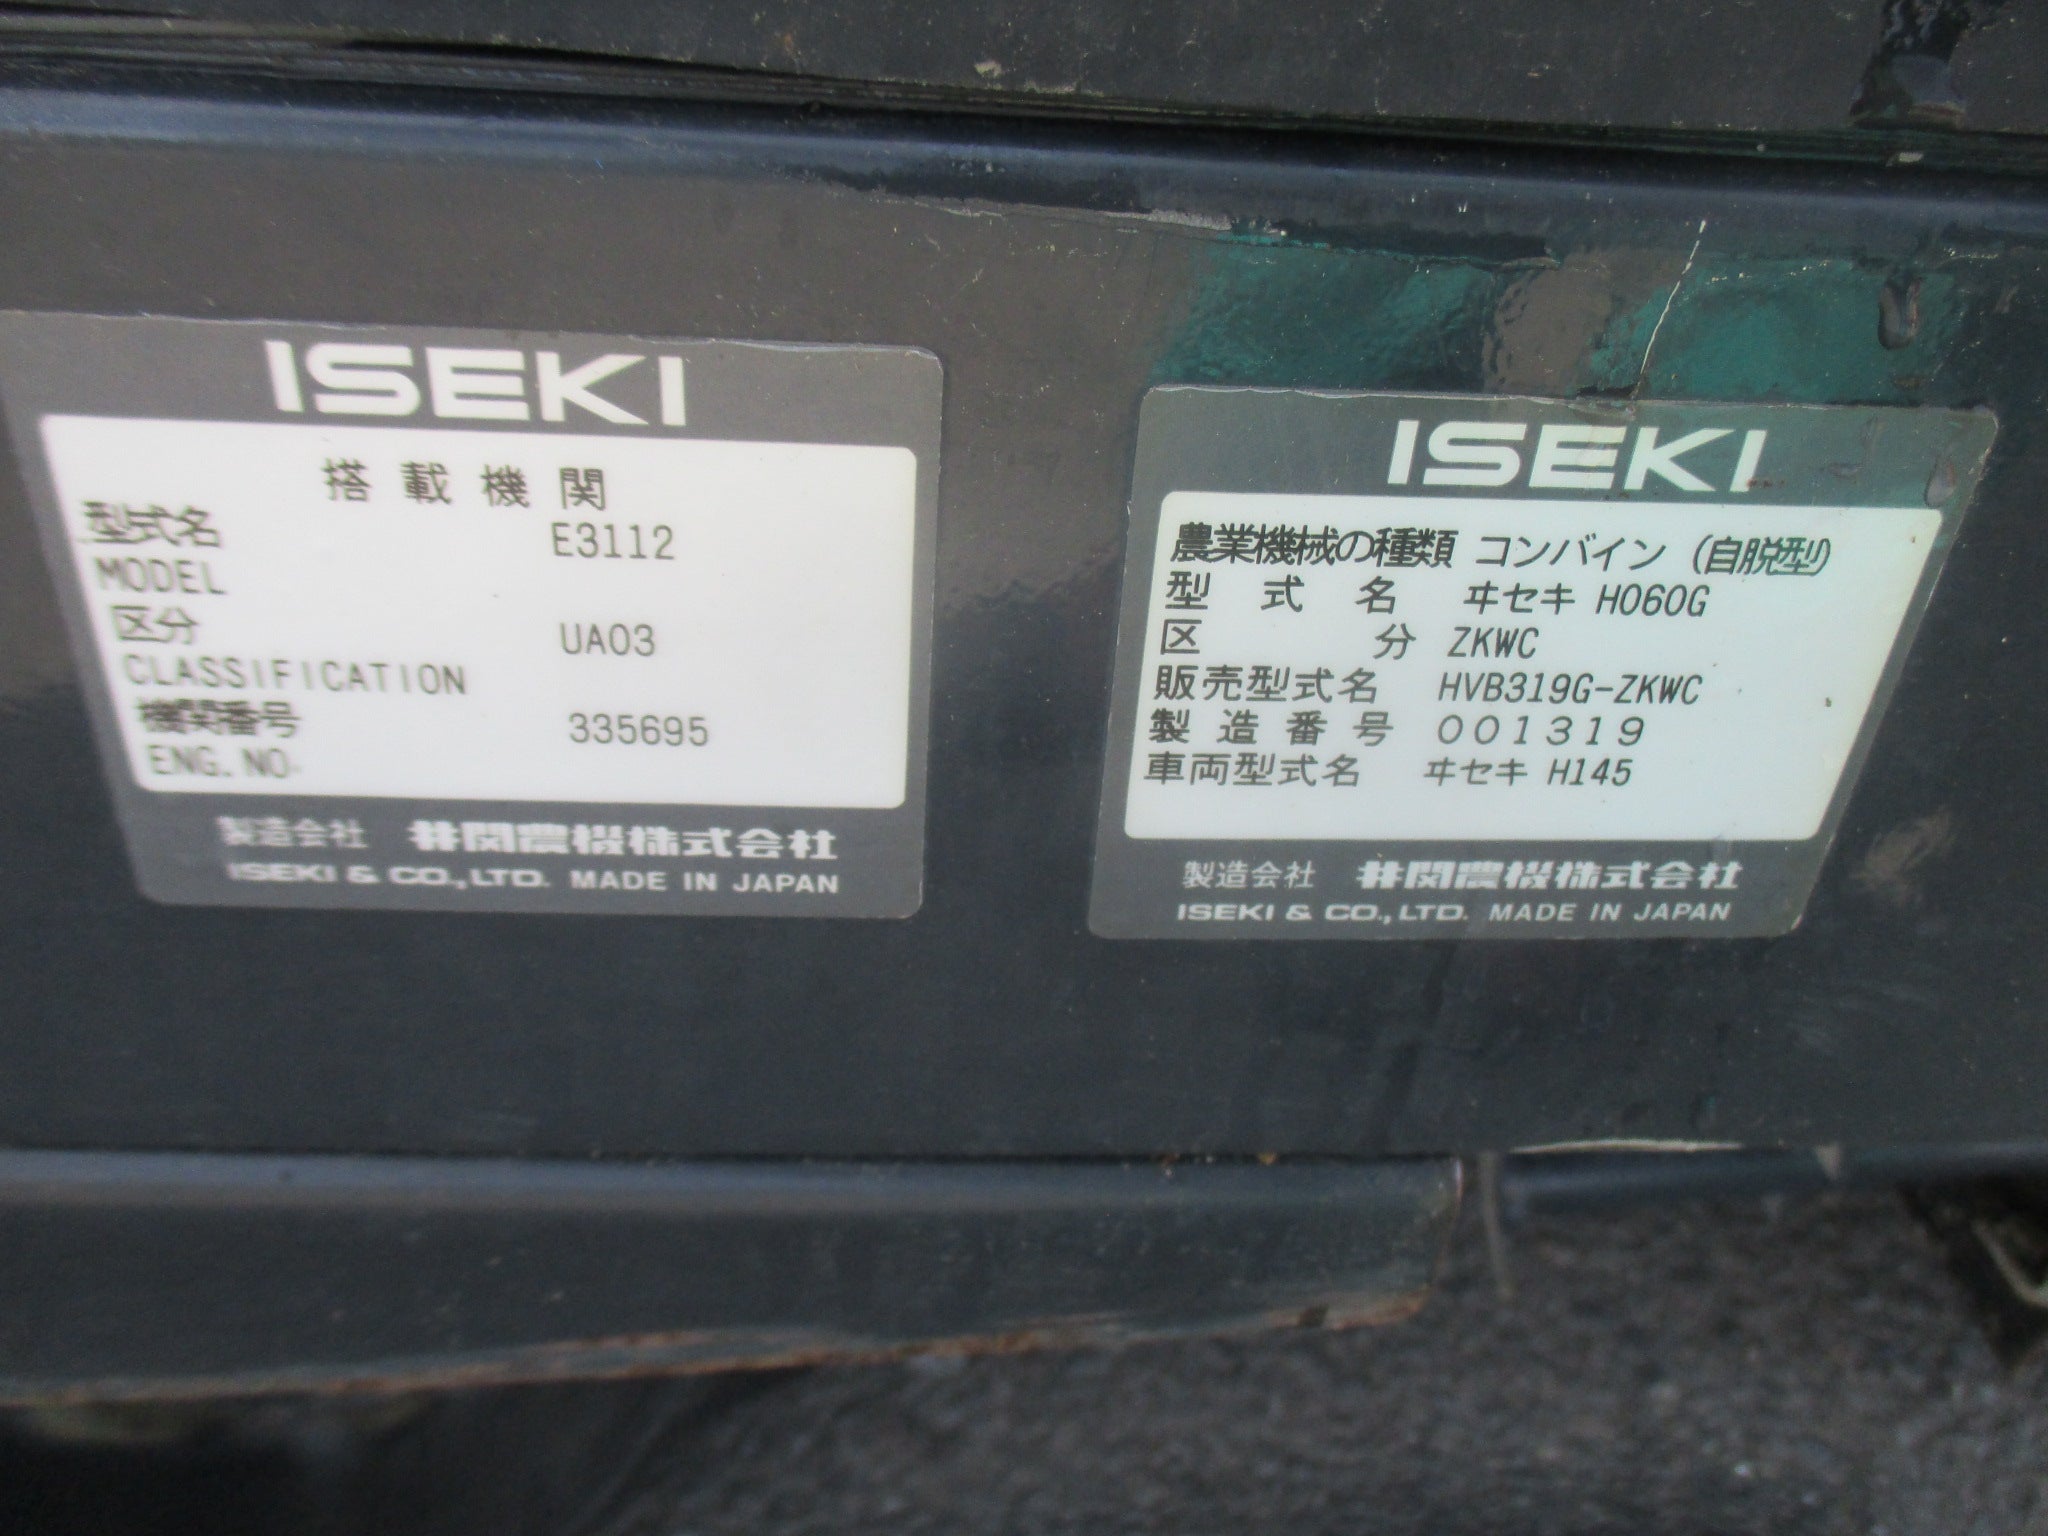 ISEKI
搭載機関
型式名 E3112
MODEL
区分 UA03
CLASSIFICATION
機関番号 335695
ENG.NO.
製造会社 井関農機株式会社
ISEKI & CO.,LTD. MADE IN JAPAN
ISEKI
農業機械の種類 コンバイン (自脱型)
型式名 ヰセキ HO60G
区分 ZKWC
販売型式名 HVB319G-ZKWC
製造番号 001319
車両型式名 ヰセキ H145
製造会社 井関農機株式会社
ISEKI & CO.,LTD. MADE IN JAPAN